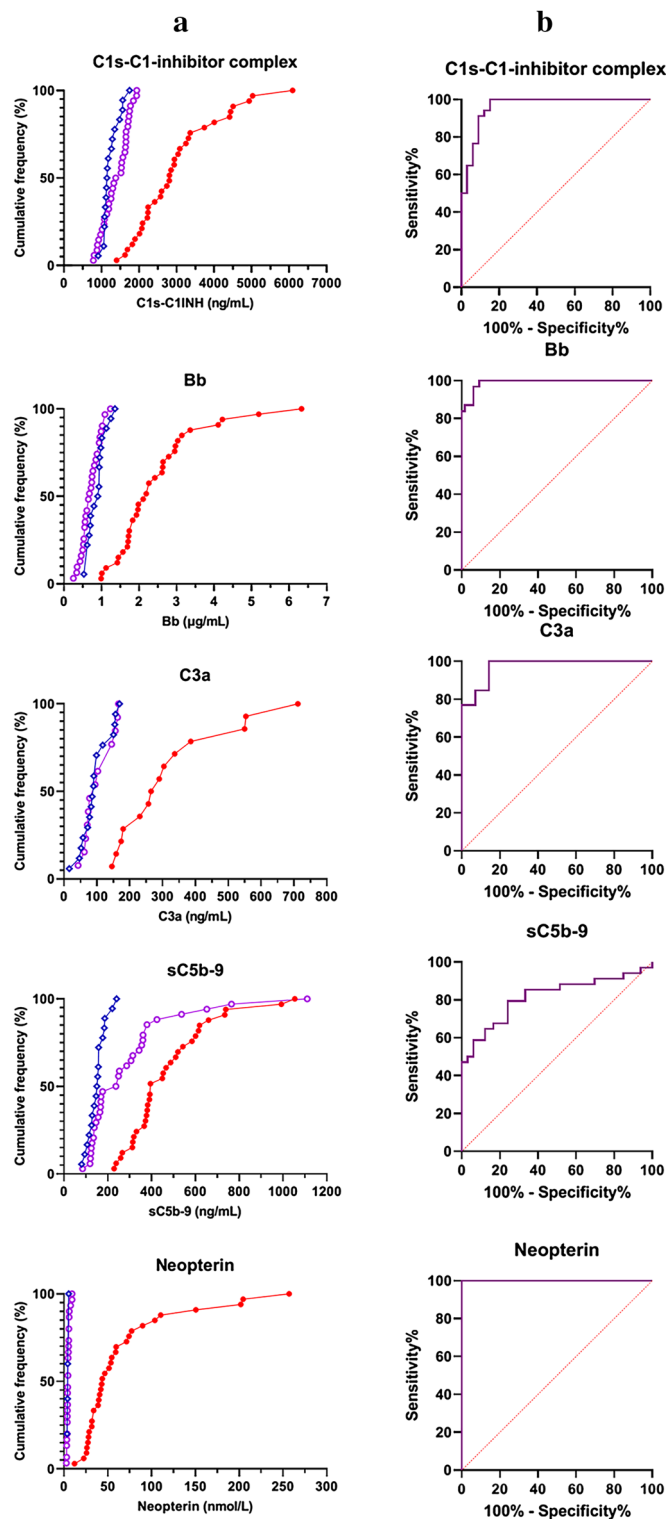 a
b
C1s-C1-inhibitor complex
Cumulative frequency (%)
100
50
0
0 1000 2000 3000 4000 5000 6000 7000
C1s-C1INH (ng/mL)
C1s-C1-inhibitor complex
Sensitivity%
100
80
60
40
20
0
0 20 40 60 80 100
100% - Specificity%
Bb
Cumulative frequency (%)
100
50
0
0 1 2 3 4 5 6 7
Bb (µg/mL)
Bb
Sensitivity%
100
80
60
40
20
0
0 20 40 60 80 100
100% - Specificity%
C3a
Cumulative frequency (%)
100
50
0
0 100 200 300 400 500 600 700 800
C3a (ng/mL)
C3a
Sensitivity%
100
80
60
40
20
0
0 20 40 60 80 100
100% - Specificity%
sC5b-9
Cumulative frequency (%)
100
50
0
0 200 400 600 800 1000 1200
sC5b-9 (ng/mL)
sC5b-9
Sensitivity%
100
80
60
40
20
0
0 20 40 60 80 100
100% - Specificity%
Neopterin
Cumulative frequency (%)
100
50
0
0 50 100 150 200 250 300
Neopterin (nmol/L)
Neopterin
Sensitivity%
100
80
60
40
20
0
0 20 40 60 80 100
100% - Specificity%